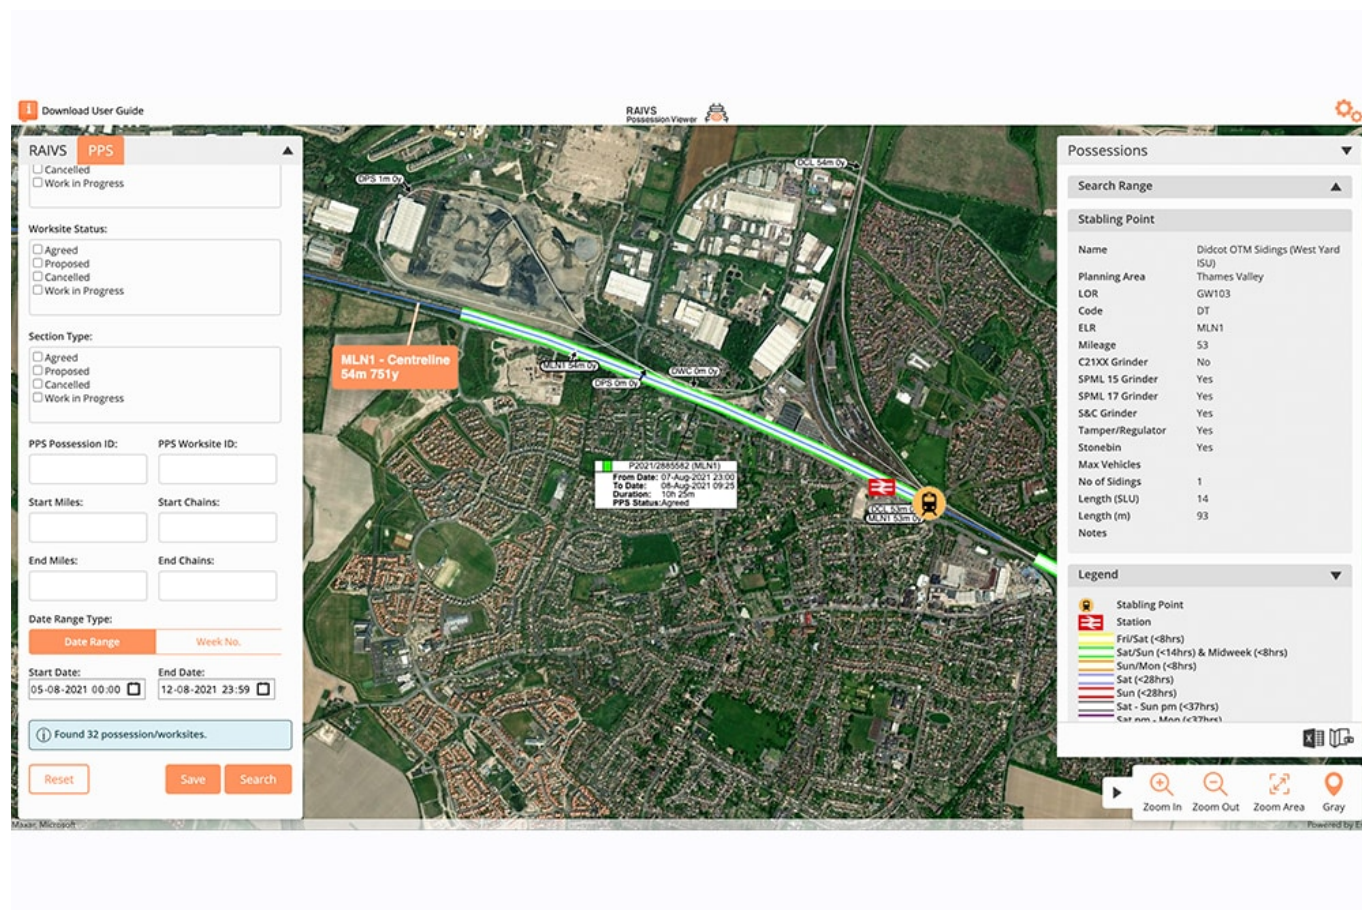 Download User Guide
RAIVS
Possession Viewer
RAIVS PPS
Cancelled
Work in Progress
Worksite Status:
Agreed
Proposed
Cancelled
Work in Progress
Section Type:
Agreed
Proposed
Cancelled
Work in Progress
PPS Possession ID: PPS Worksite ID:
Start Miles: Start Chains:
End Miles: End Chains:
Date Range Type:
Date Range Week No.
Start Date: End Date:
05-08-2021 00:00 12-08-2021 23:59
Found 32 possession/worksites.
Reset Save Search
Maxar, Microsoft
DPS 1m 0y
DCL 54m 0y
MLN1 - Centreline
54m 751y
MLN1 54m 0y
DPS 0m 0y
DWC 0m 0y
P2021/2885582 (MLN1)
From Date: 07-Aug-2021 23:00
To Date: 08-Aug-2021 09:25
Duration: 10h 25m
PPS Status:Agreed
DCL 53m
MLN1 53m
Possessions
Search Range
Stabling Point
Name Didcot OTM Sidings (West Yard
ISU)
Planning Area Thames Valley
LOR GW103
Code DT
ELR MLN1
Mileage 53
C21XX Grinder No
SPML 15 Grinder Yes
SPML 17 Grinder Yes
S&C Grinder Yes
Tamper/Regulator Yes
Stonebin Yes
Max Vehicles
No of Sidings 1
Length (SLU) 14
Length (m) 93
Notes
Legend
Stabling Point
Station
Fri/Sat (<8hrs)
Sat/Sun (<14hrs) & Midweek (<8hrs)
Sun/Mon (<8hrs)
Sat (<28hrs)
Sun (<28hrs)
Sat - Sun pm (<37hrs)
Sat pm - Mon (<37hrs)
Zoom In Zoom Out Zoom Area Gray
Powered by E